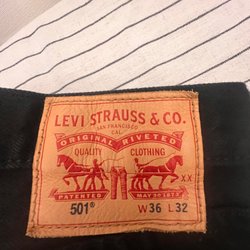 LEVI STRAUSS & CO.
SAN FRANCISCO
CAL.
ORIGINAL RIVETED
QUALITY CLOTHING
XX
PATENTED MAY 20 1873
501® W36 L32